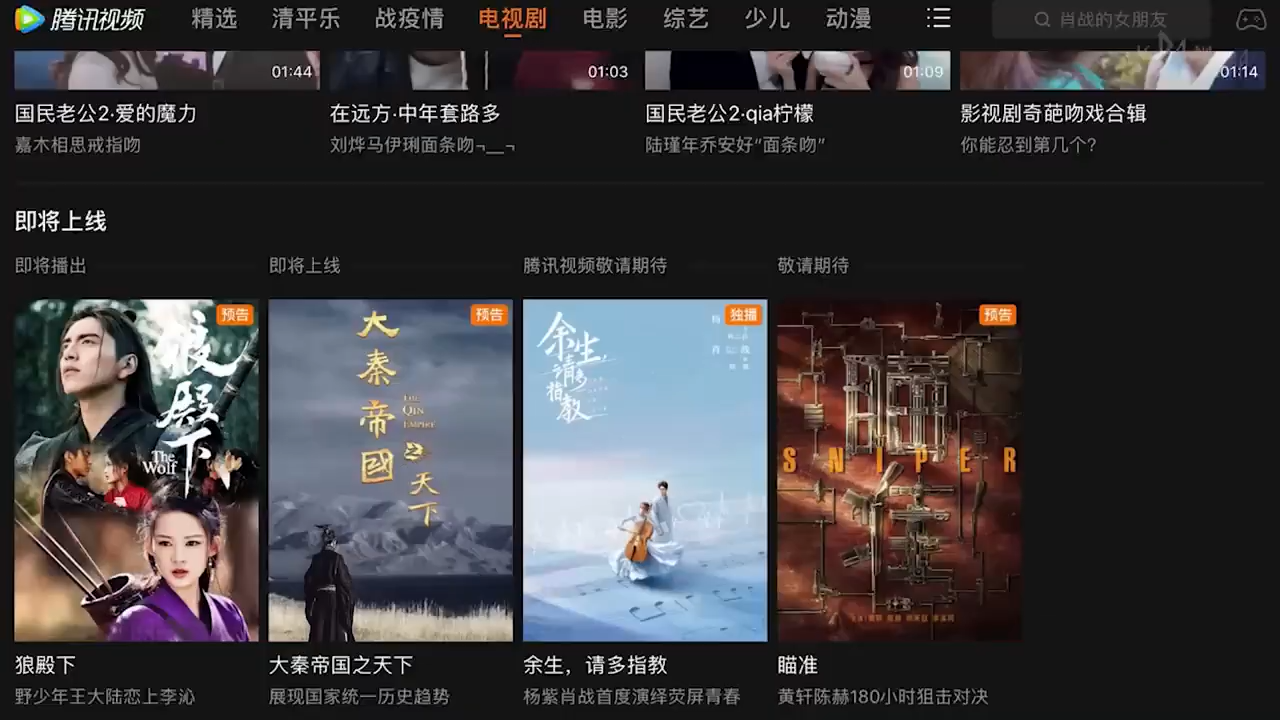 腾讯视频 精选 清平乐 战疫情 电视剧 电影 综艺 少儿 动漫 肖战的女朋友
01:44 01:03 01:09 01:14
国民老公2·爱的魔力 在远方·中年套路多 国民老公2·qia柠檬 影视剧奇葩吻戏合辑
嘉木相思戒指吻 刘烨马伊琍面条吻¬__¬ 陆瑾年乔安好“面条吻” 你能忍到第几个?
即将上线
即将播出 即将上线 腾讯视频敬请期待 敬请期待
预告 预告 独播 预告
狼殿下
The
Wolf
大秦帝國
THE
QIN
EMPIRE
之天下
余生,
请多
指教
瞄准
SNIPER
狼殿下 大秦帝国之天下 余生，请多指教 瞄准
野少年王大陆恋上李沁 展现国家统一历史趋势 杨紫肖战首度演绎荧屏青春 黄轩陈赫180小时狙击对决